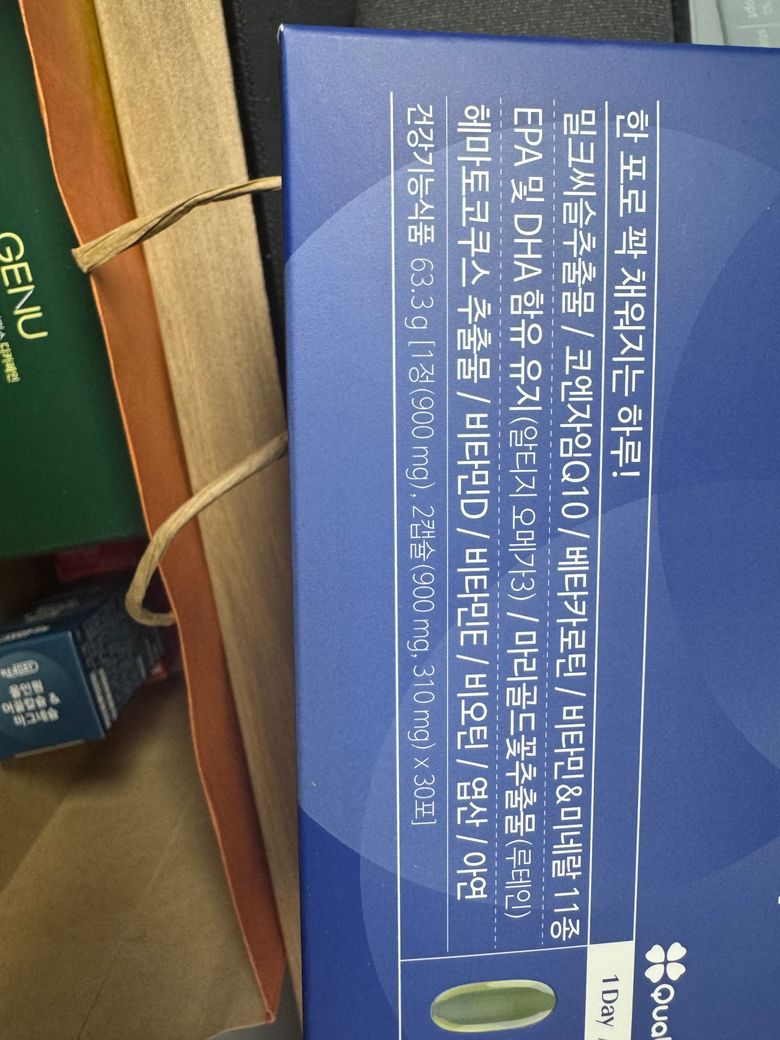 한 포로 꽉 채워지는 하루!
밀크씨슬추출물 / 코엔자임Q10 / 베타카로틴 / 비타민&미네랄 11종
EPA 및 DHA 함유 유지(알티지 오메가3) / 마리골드꽃추출물(루테인)
헤마토코쿠스 추출물 / 비타민D / 비타민E / 비오틴 / 엽산 / 아연
건강기능식품 63.3 g [1정(900 mg), 2캡슐(900 mg, 310 mg) x 30포]
1 Day
GENU
올인원